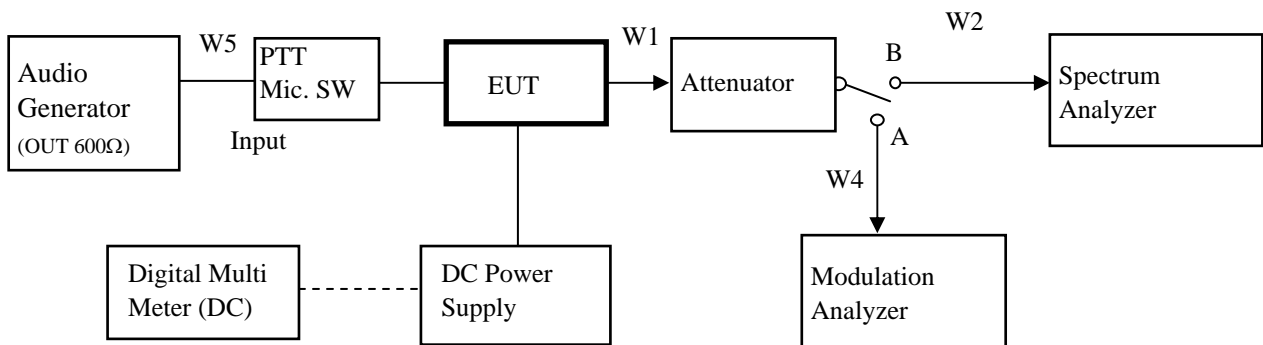 W5
Audio
Generator
(OUT 600Ω)
PTT
Mic. SW
Input
EUT
W1
Attenuator
B
A
W2
Spectrum
Analyzer
W4
Digital Multi
Meter (DC)
DC Power
Supply
Modulation
Analyzer